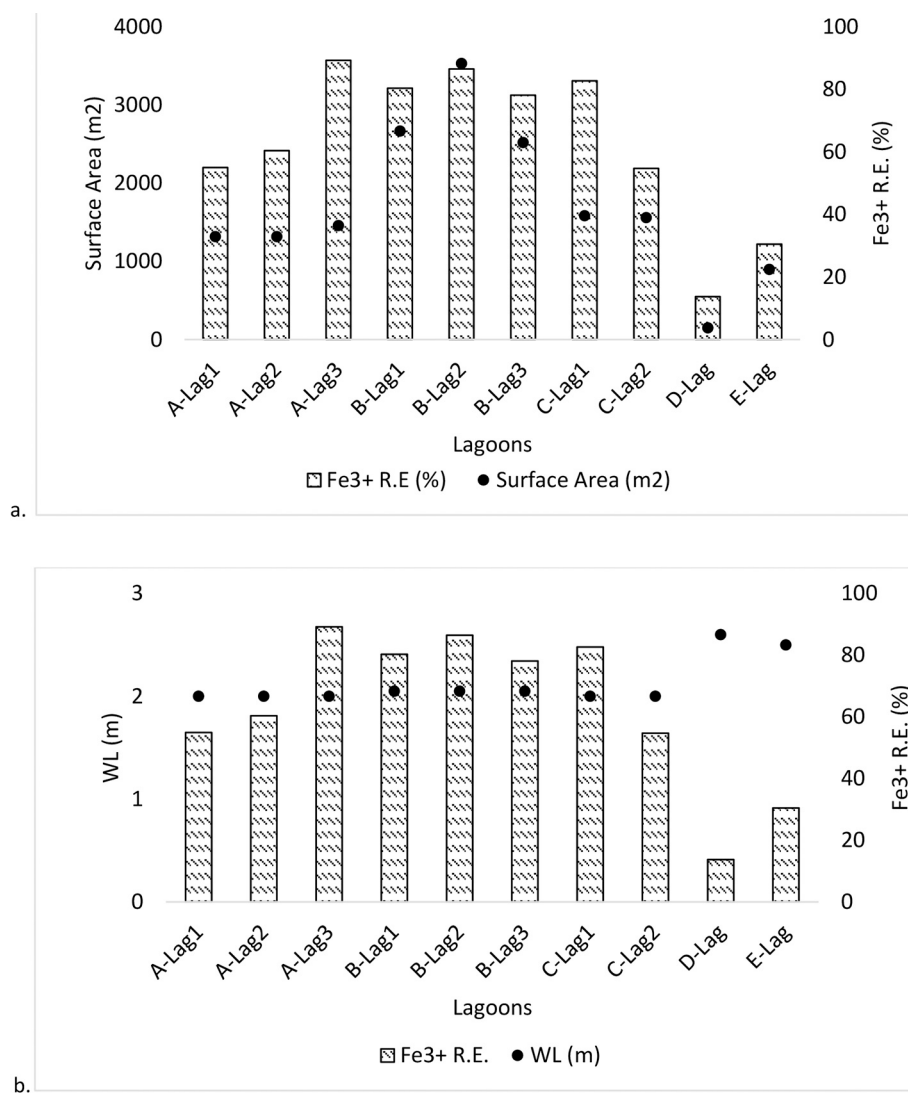 4000
3000
2000
1000
0
Surface Area (m2)
100
80
60
40
20
0
Fe3+ R.E. (%)
A-Lag1
A-Lag2
A-Lag3
B-Lag1
B-Lag2
B-Lag3
C-Lag1
C-Lag2
D-Lag
E-Lag
Lagoons
Fe3+ R.E (%)
Surface Area (m2)
a.
3
2
1
0
WL (m)
100
80
60
40
20
0
Fe3+ R.E. (%)
A-Lag1
A-Lag2
A-Lag3
B-Lag1
B-Lag2
B-Lag3
C-Lag1
C-Lag2
D-Lag
E-Lag
Lagoons
Fe3+ R.E.
WL (m)
b.